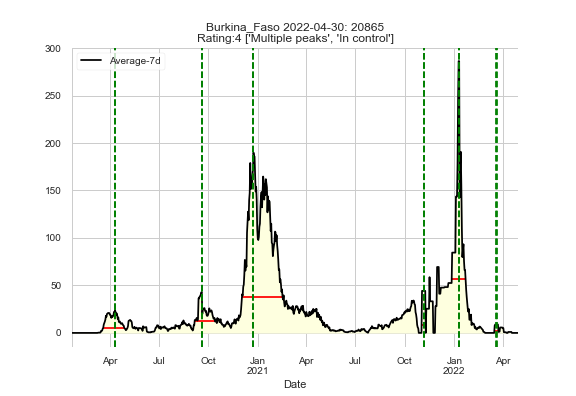 Burkina_Faso 2022-04-30: 20865
Rating:4 ['Multiple peaks', 'In control']
Average-7d
300
250
200
150
100
50
0
Apr Jul Oct Jan Apr Jul Oct Jan Apr
2021 2022
Date